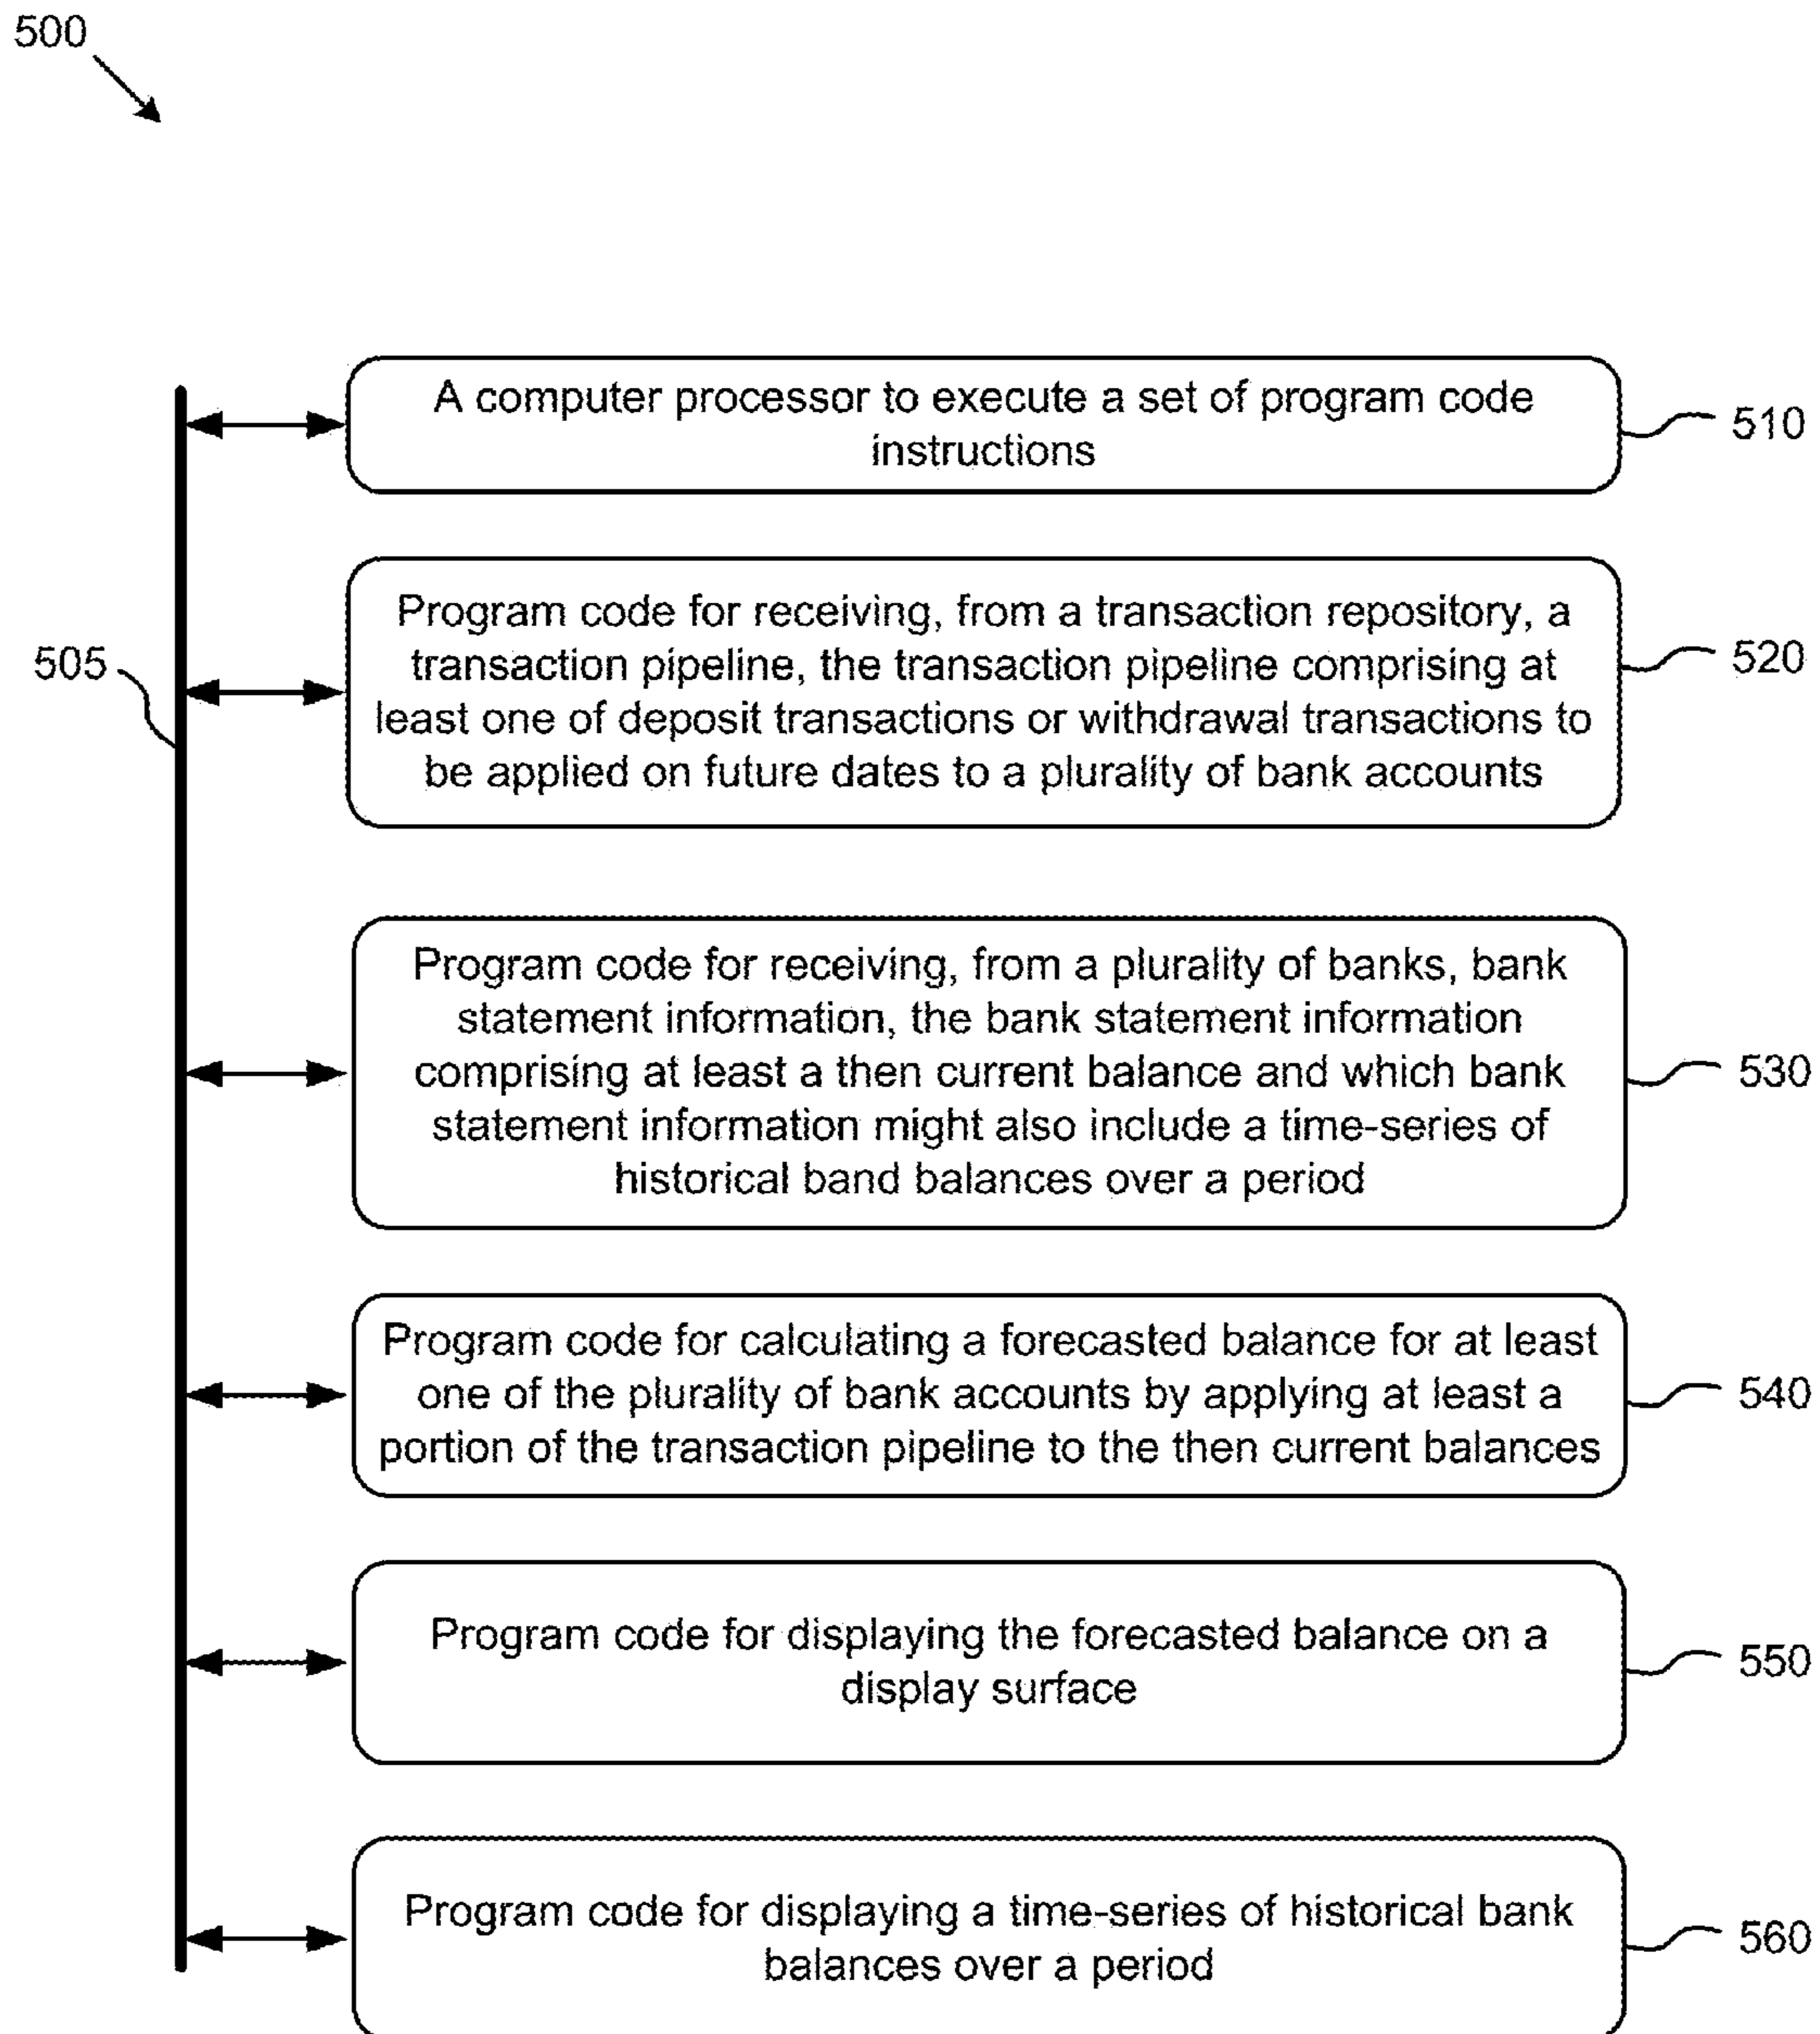 500
A computer processor to execute a set of program code
instructions
510
Program code for receiving, from a transaction repository, a
transaction pipeline, the transaction pipeline comprising at
least one of deposit transactions or withdrawal transactions to
be applied on future dates to a plurality of bank accounts
520
505
Program code for receiving, from a plurality of banks, bank
statement information, the bank statement information
comprising at least a then current balance and which bank
statement information might also include a time-series of
historical band balances over a period
530
Program code for calculating a forecasted balance for at least
one of the plurality of bank accounts by applying at least a
portion of the transaction pipeline to the then current balances
540
Program code for displaying the forecasted balance on a
display surface
550
Program code for displaying a time-series of historical bank
balances over a period
560